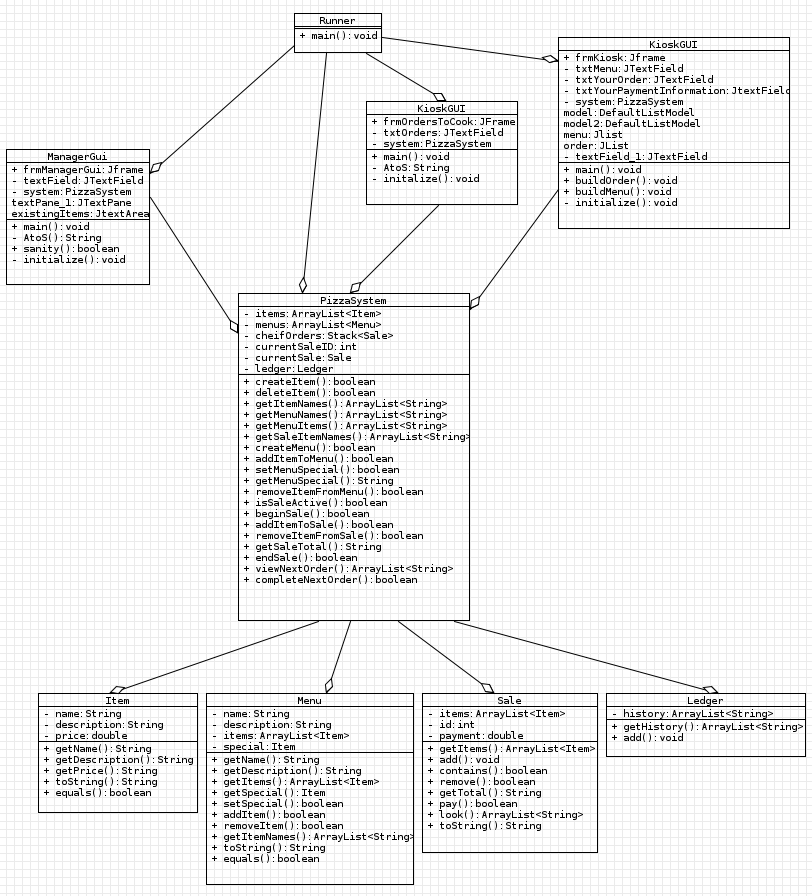 Runner
+ main():void
KioskGUI
+ frmKiosk:Jframe
- txtMenu:JTextField
- txtYourOrder:JTextField
- txtYourPaymentInformation:JtextField
- system:PizzaSystem
model:DefaultListModel
model2:DefaultListModel
menu:Jlist
order:JList
- textField_1:JTextField
+ main():void
+ buildOrder():void
+ buildMenu():void
- initialize():void
KioskGUI
+ frmOrdersToCook:JFrame
- txtOrders:JTextField
- system:PizzaSystem
+ main():void
- AtoS:String
- initalize():void
ManagerGui
+ frmManagerGui:Jframe
- textField:JTextField
- system:PizzaSystem
textPane_1:JTextPane
existingItems:JtextArea
+ main():void
- AtoS():String
+ sanity():boolean
- initialize():void
PizzaSystem
- items:ArrayList<Item>
- menus:ArrayList<Menu>
- cheifOrders:Stack<Sale>
- currentSaleID:int
- currentSale:Sale
- ledger:Ledger
+ createItem():boolean
+ deleteItem():boolean
+ getItemNames():ArrayList<String>
+ getMenuNames():ArrayList<String>
+ getMenuItems():ArrayList<String>
+ getSaleItemNames():ArrayList<String>
+ createMenu():boolean
+ addItemToMenu():boolean
+ setMenuSpecial():boolean
+ getMenuSpecial():String
+ removeItemFromMenu():boolean
+ isSaleActive():boolean
+ beginSale():boolean
+ addItemToSale():boolean
+ removeItemFromSale():boolean
+ getSaleTotal():String
+ endSale():boolean
+ viewNextOrder():ArrayList<String>
+ completeNextOrder():boolean
Item
- name:String
- description:String
- price:double
+ getName():String
+ getDescription():String
+ getPrice():String
+ toString():String
+ equals():boolean
Menu
- name:String
- description:String
- items:ArrayList<Item>
- special:Item
+ getName():String
+ getDescription():String
+ getItems():ArrayList<Item>
+ getSpecial():Item
+ setSpecial():boolean
+ addItem():boolean
+ removeItem():boolean
+ getItemNames():ArrayList<String>
+ toString():String
+ equals():boolean
Sale
- items:ArrayList<Item>
- id:int
- payment:double
+ getItems():ArrayList<Item>
+ add():void
+ contains():boolean
+ remove():boolean
+ getTotal():String
+ pay():boolean
+ look():ArrayList<String>
+ toString():String
Ledger
- history:ArrayList<String>
+ getHistory():ArrayList<String>
+ add():void